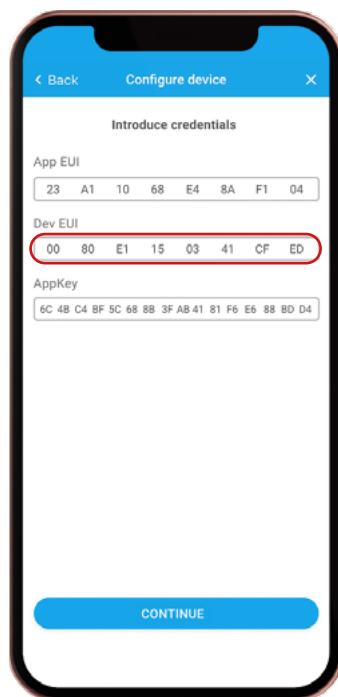 Back Configure device
Introduce credentials
App EUI
23 A1 10 68 E4 8A F1 04
Dev EUI
00 80 E1 15 03 41 CF ED
AppKey
6C 4B C4 BF 5C 68 8B 3F AB 41 81 F6 E6 88 BD D4
CONTINUE